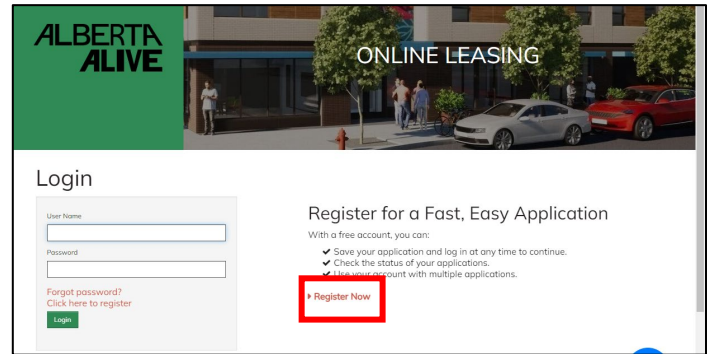 ALBERTA
ALIVE
ONLINE LEASING
Login
User Name
Password
Forgot password?
Click here to register
Login
Register for a Fast, Easy Application
With a free account, you can:
✔ Save your application and log in at any time to continue.
✔ Check the status of your applications.
✔ Use your account with multiple applications.
Register Now